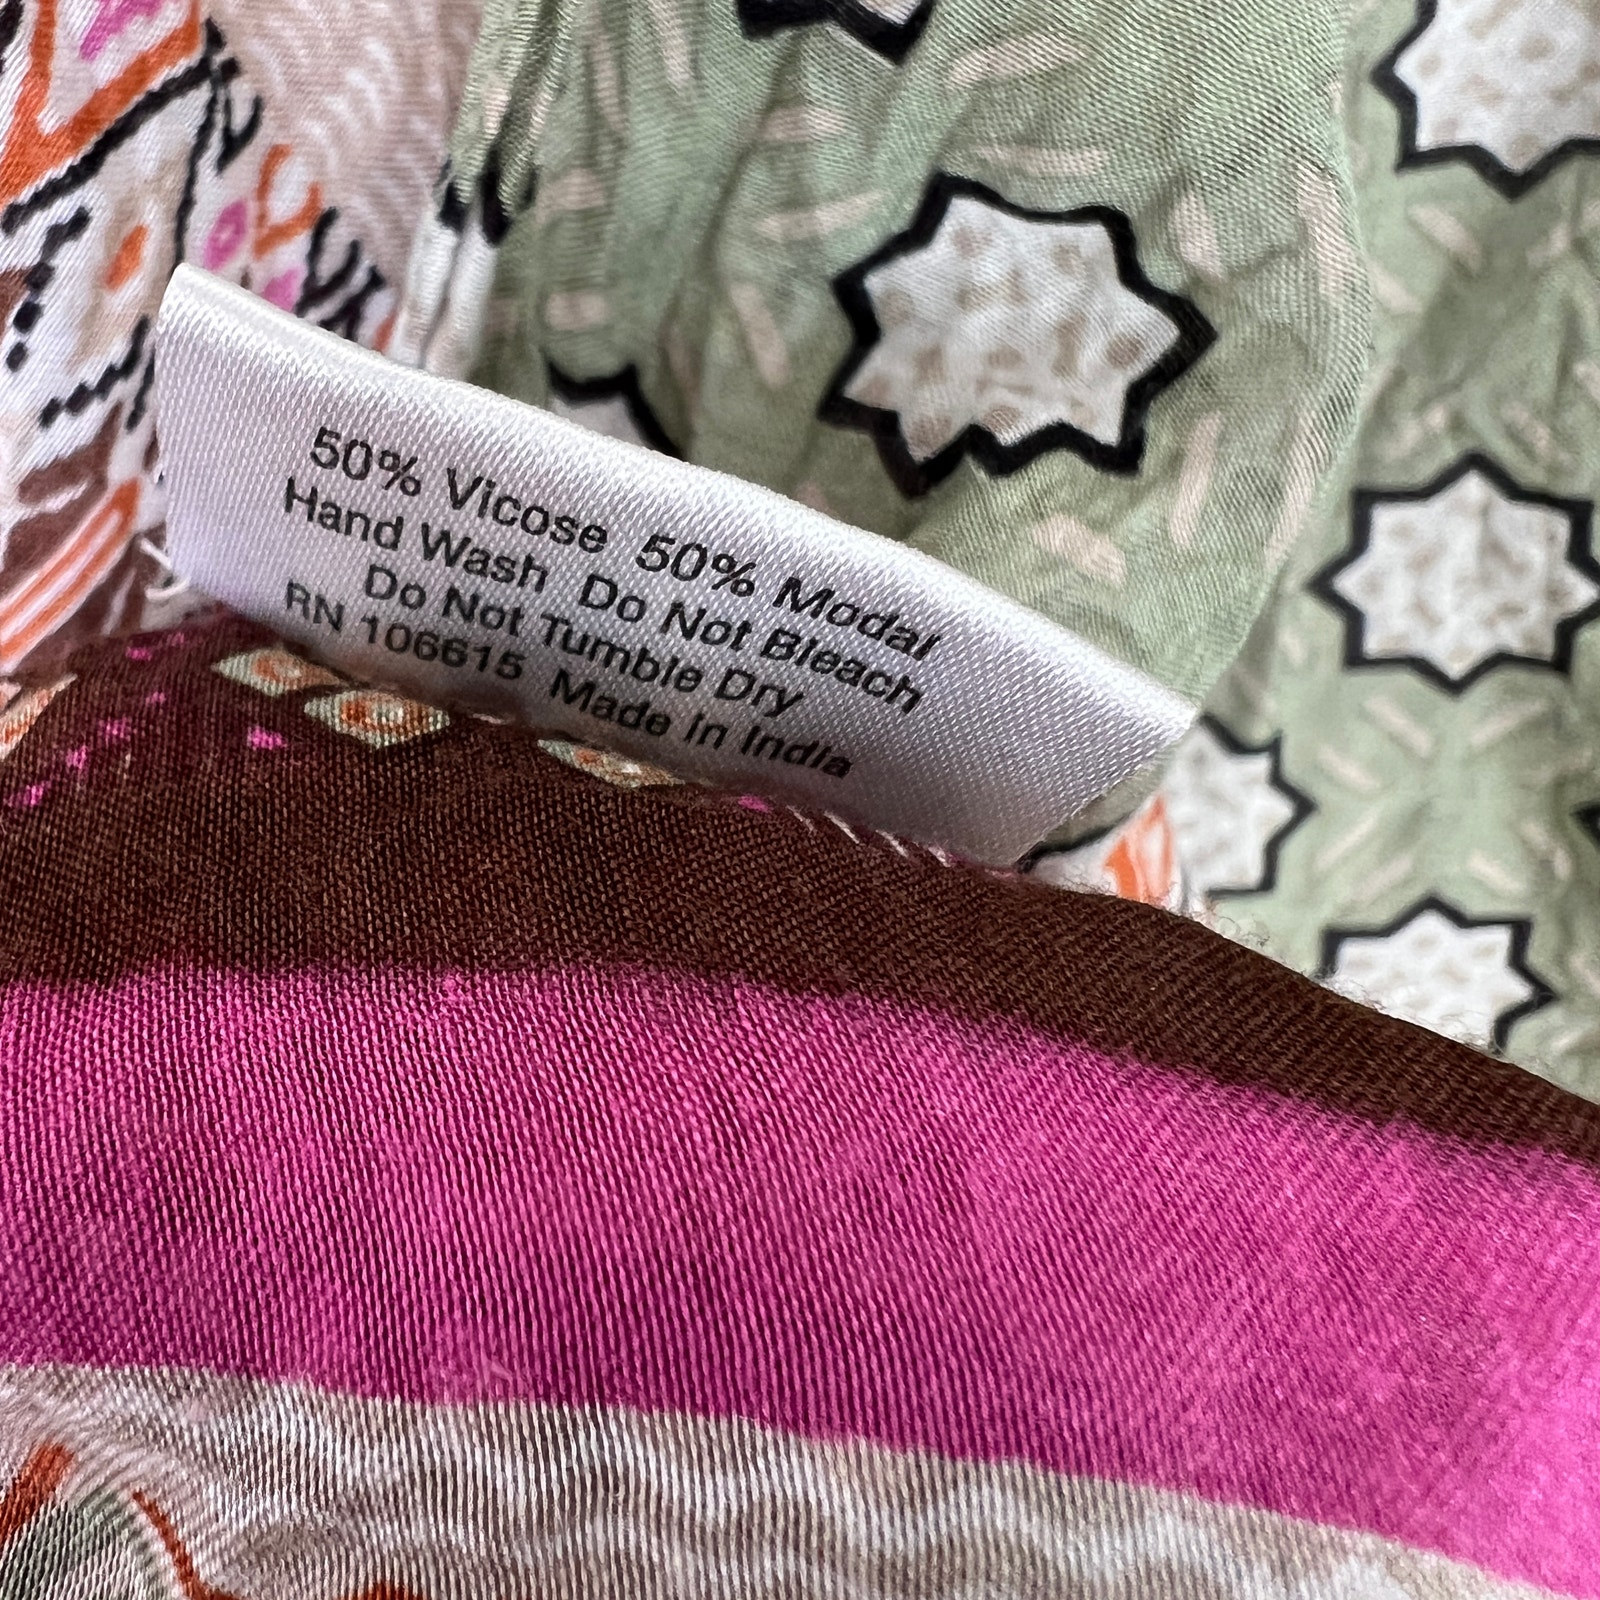 50% Vicose 50% Modal
Hand Wash Do Not Bleach
Do Not Tumble Dry
RN 106615 Made in India